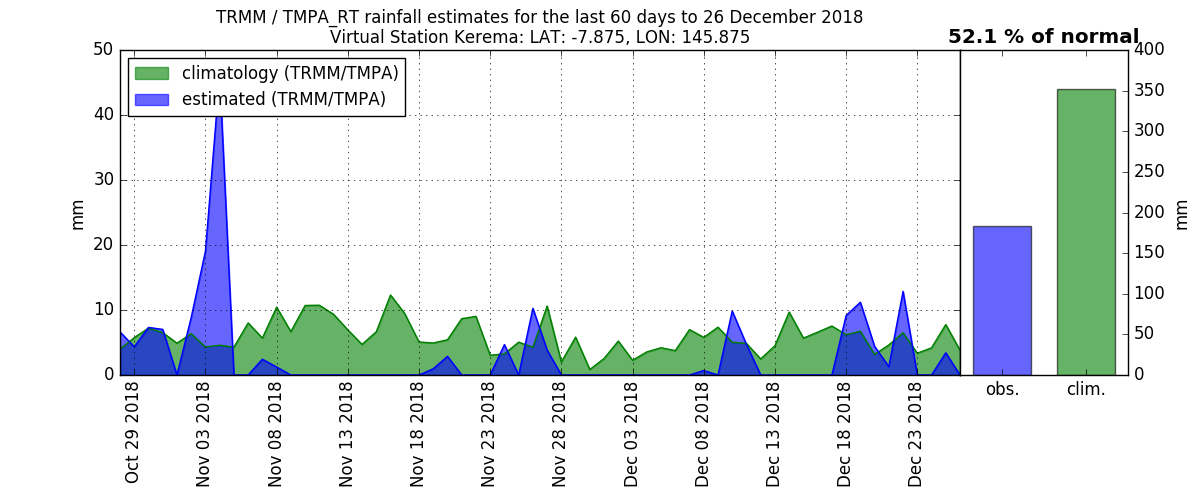 TRMM / TMPA_RT rainfall estimates for the last 60 days to 26 December 2018
Virtual Station Kerema: LAT: -7.875, LON: 145.875
52.1 % of normal
climatology (TRMM/TMPA)
estimated (TRMM/TMPA)
50
40
30
20
10
0
mm
400
350
300
250
200
150
100
50
0
mm
Oct 29 2018
Nov 03 2018
Nov 08 2018
Nov 13 2018
Nov 18 2018
Nov 23 2018
Nov 28 2018
Dec 03 2018
Dec 08 2018
Dec 13 2018
Dec 18 2018
Dec 23 2018
obs.
clim.